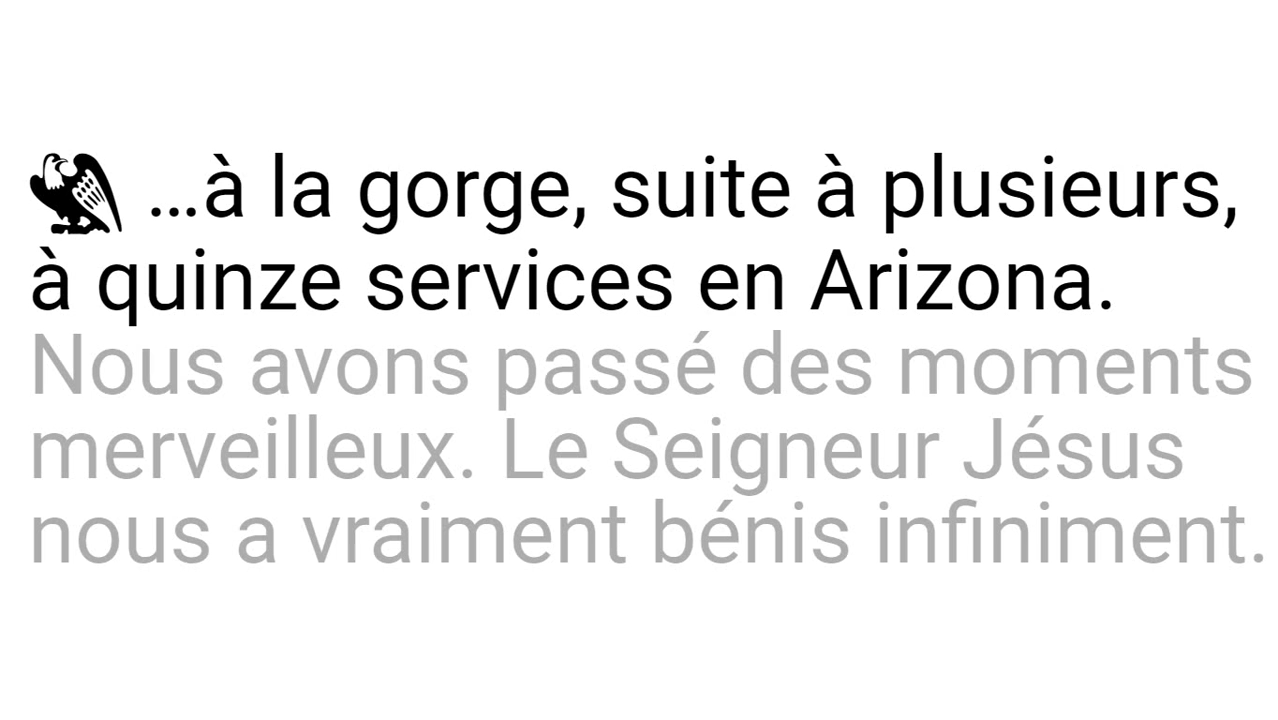 …à la gorge, suite à plusieurs,
à quinze services en Arizona.
Nous avons passé des moments
merveilleux. Le Seigneur Jésus
nous a vraiment bénis infiniment.